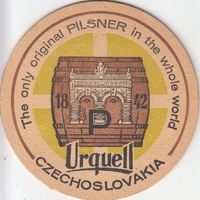 The only original PILSNER in the whole world
18 42
P
Urquell
CZECHOSLOVAKIA